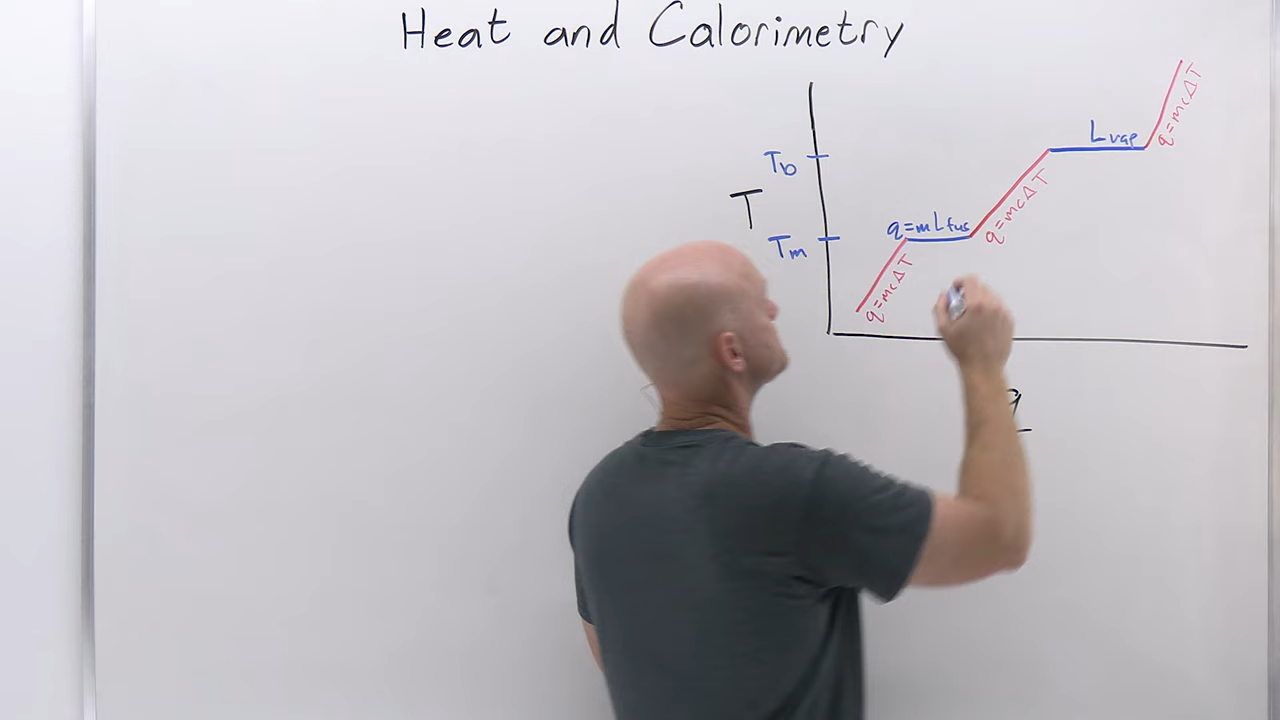 Heat and Calorimetry
Lvap
q=mcΔT
Tb
T
q=mcΔT
q=mLfus
Tm
q=mcΔT
q